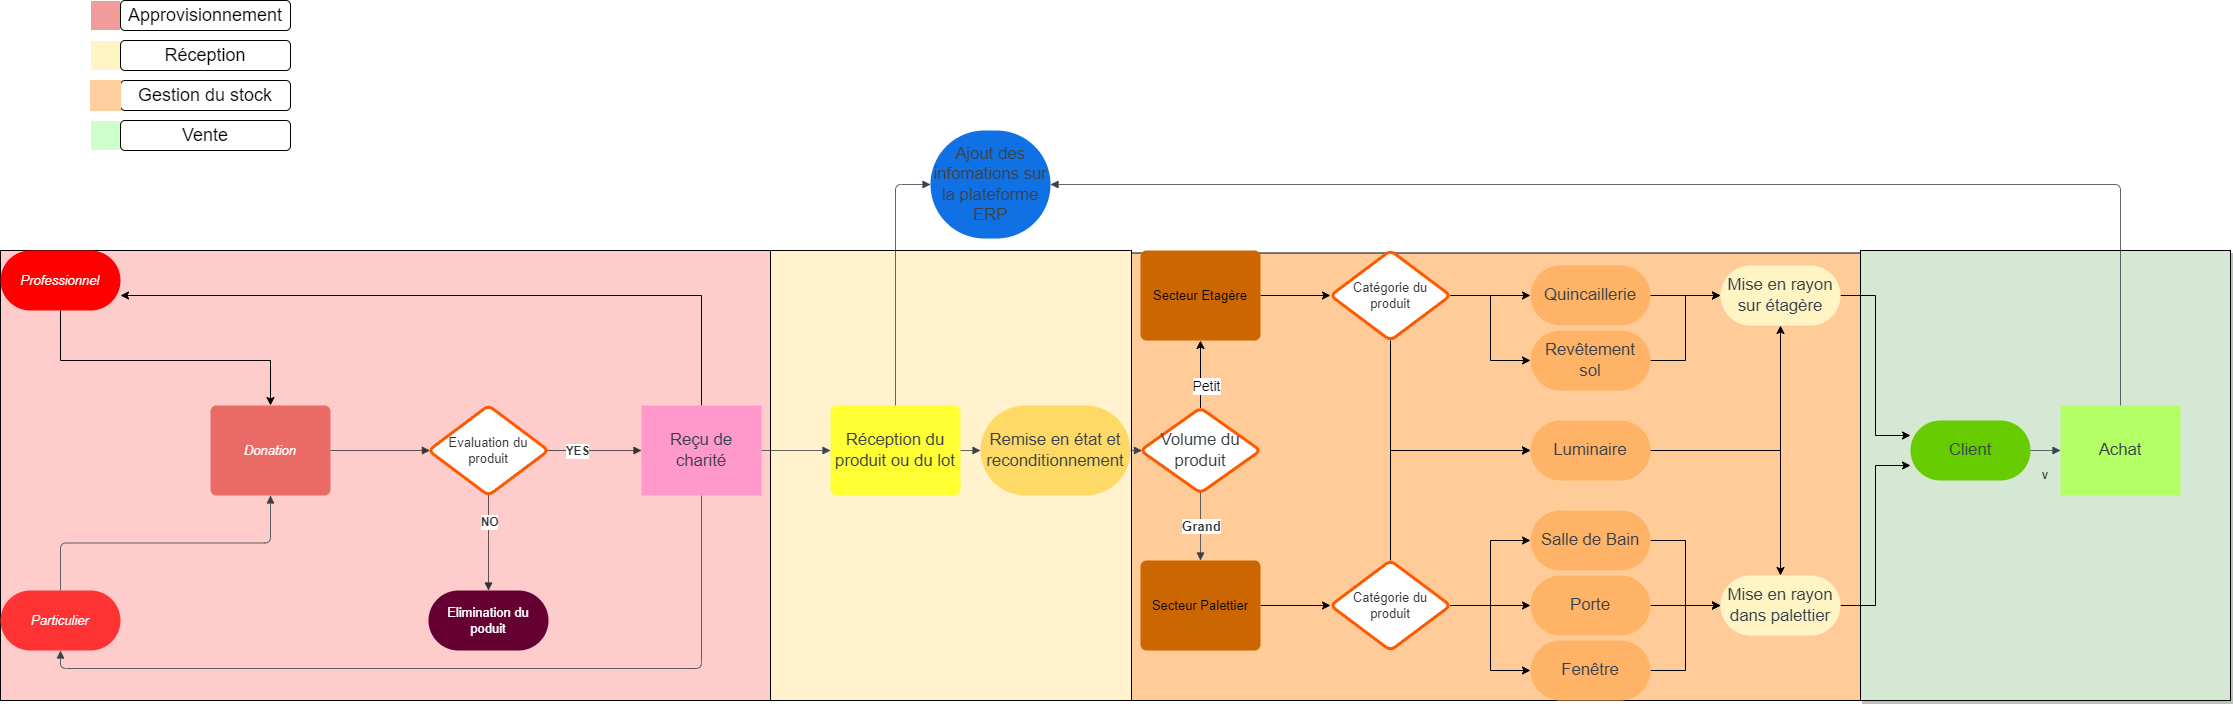 Approvisionnement
Réception
Gestion du stock
Vente
Ajout des
infomations sur
la plateforme
ERP
Professionnel
Donation
Particulier
Evaluation du
produit
YES
NO
Elimination du
poduit
Reçu de
charité
Réception du
produit ou du lot
Remise en état et
reconditionnement
Secteur Etagère
Petit
Volume du
produit
Grand
Secteur Palettier
Catégorie du
produit
Catégorie du
produit
Quincaillerie
Revêtement
sol
Luminaire
Salle de Bain
Porte
Fenêtre
Mise en rayon
sur étagère
Mise en rayon
dans palettier
Client
v
Achat